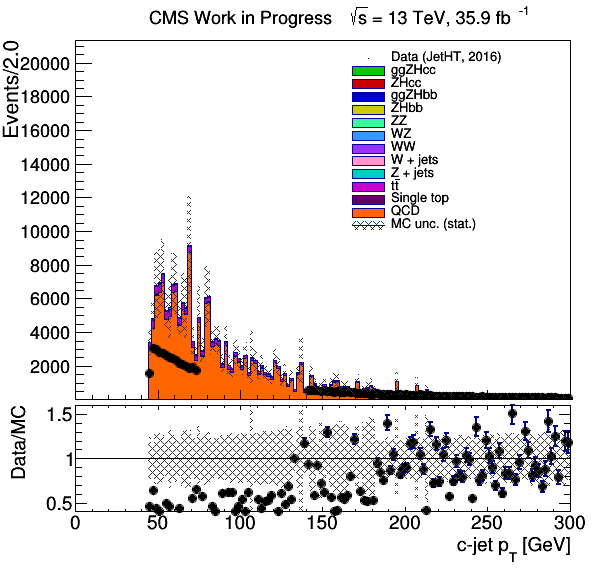 CMS Work in Progress √s = 13 TeV, 35.9 fb⁻¹
Events/2.0
20000
18000
16000
14000
12000
10000
8000
6000
4000
2000
Data (JetHT, 2016)
ggZHcc
ZHcc
ggZHbb
ZHbb
ZZ
WZ
WW
W + jets
Z + jets
tt̄
Single top
QCD
MC unc. (stat.)
Data/MC
1.5
1
0.5
0 50 100 150 200 250 300
c-jet p_T [GeV]